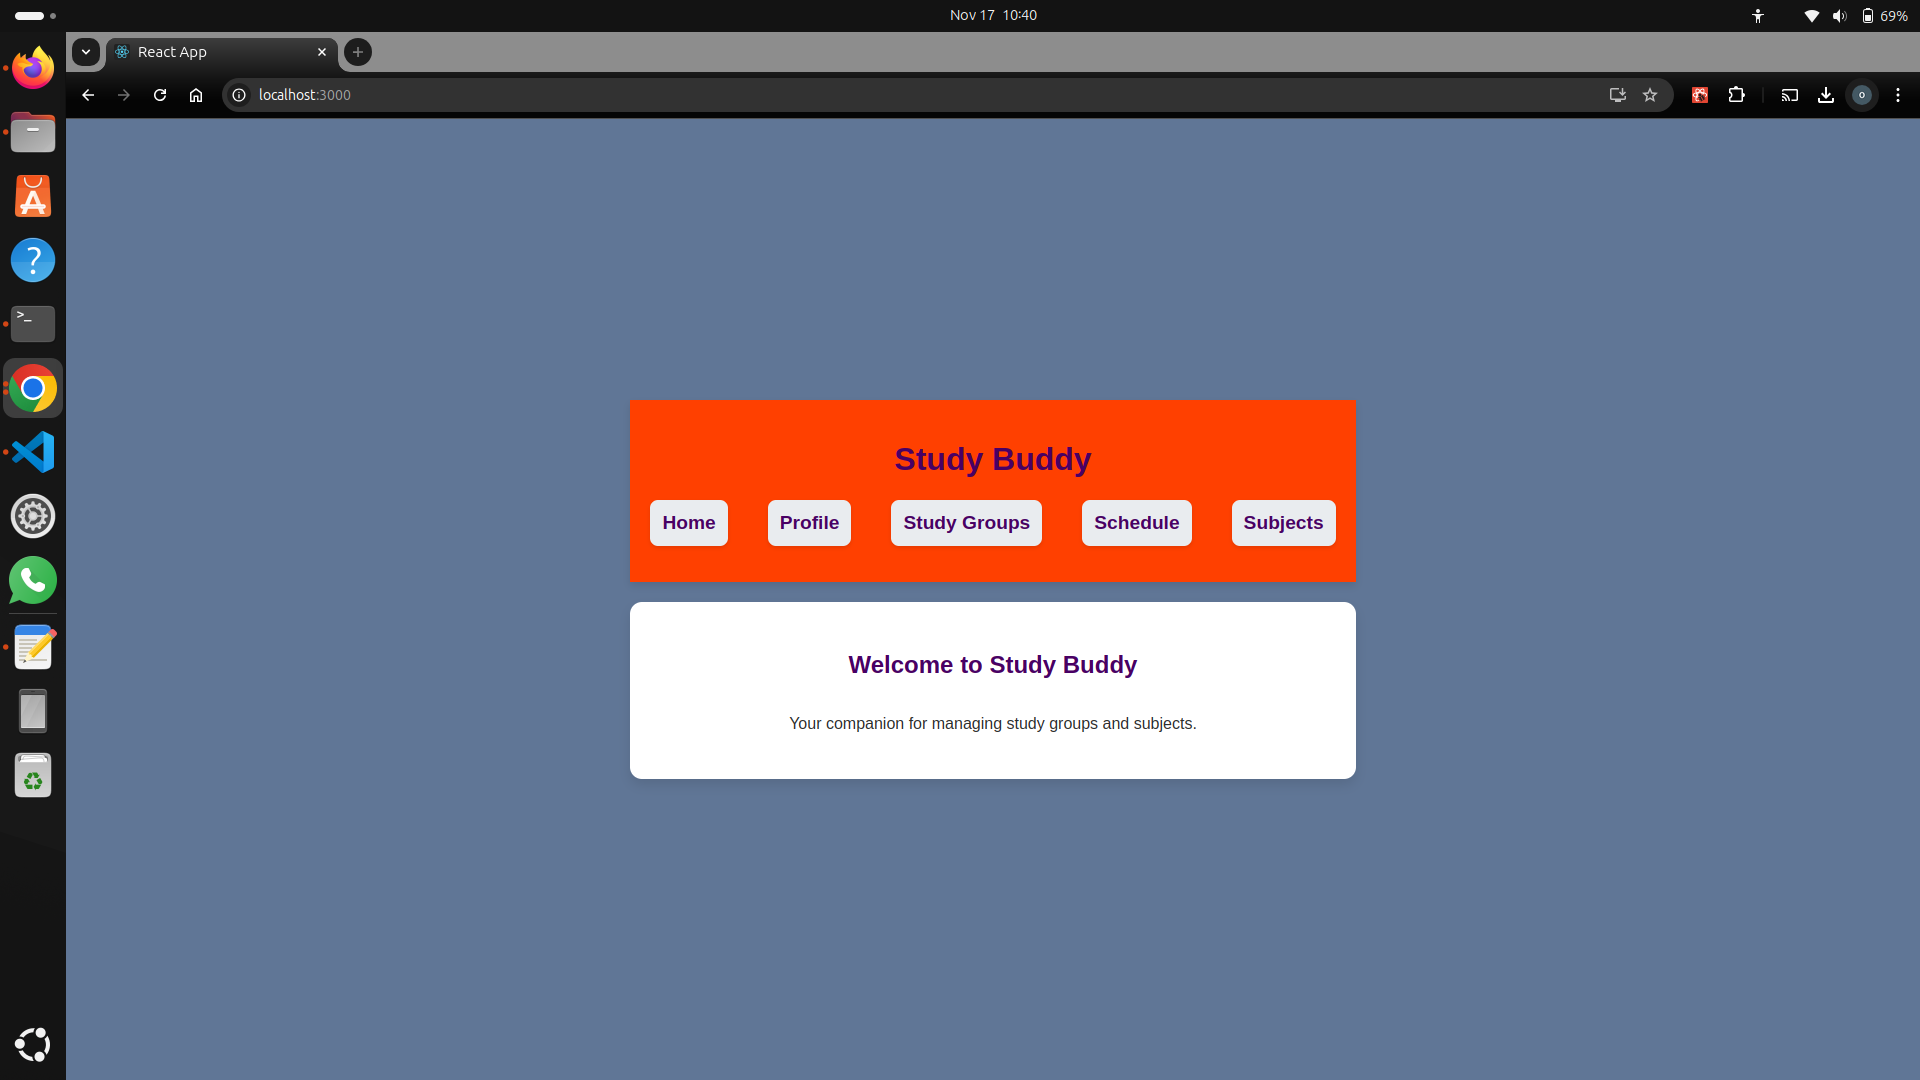 Nov 17 10:40
69%
React App
localhost:3000
Study Buddy
Home Profile Study Groups Schedule Subjects
Welcome to Study Buddy
Your companion for managing study groups and subjects.